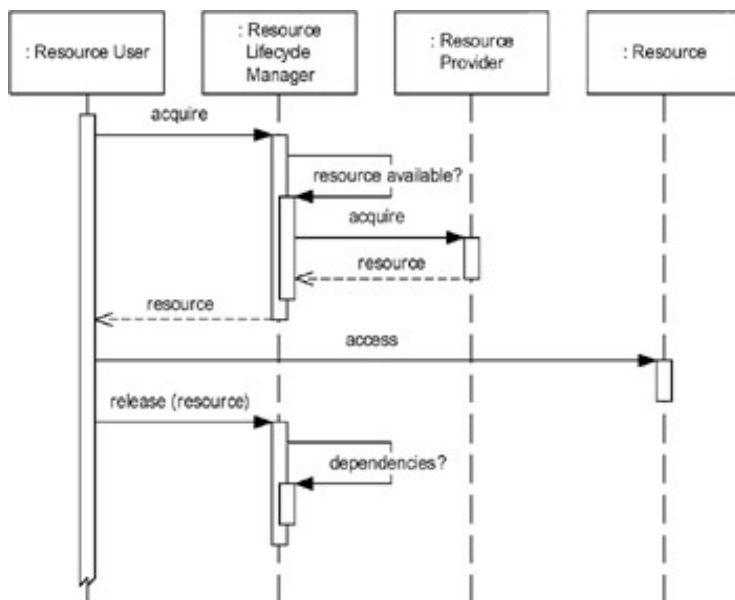 : Resource User
: Resource
Lifecycle
Manager
: Resource
Provider
: Resource
acquire
resource available?
acquire
resource
resource
access
release (resource)
dependencies?